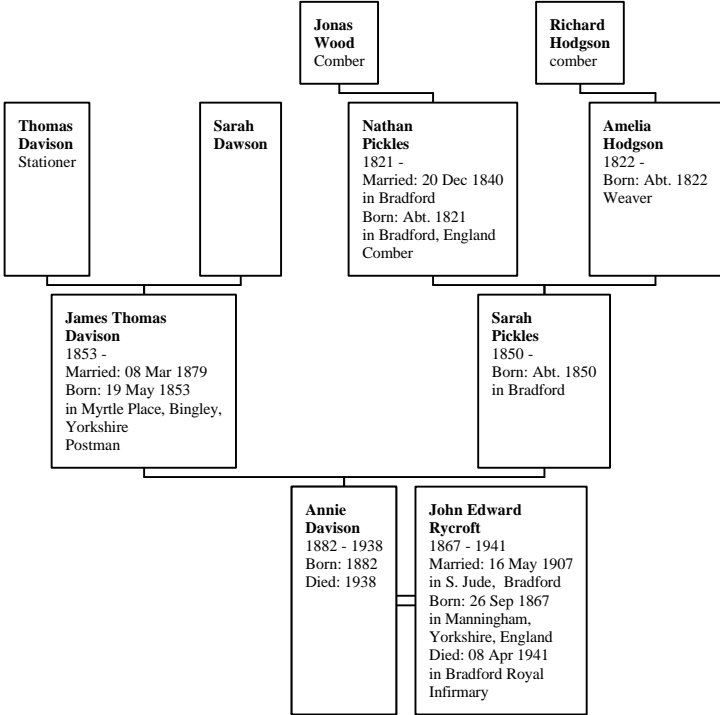 Jonas
Wood
Comber
Richard
Hodgson
comber
Thomas
Davison
Stationer
Sarah
Dawson
Nathan
Pickles
1821 -
Married: 20 Dec 1840
in Bradford
Born: Abt. 1821
in Bradford, England
Comber
Amelia
Hodgson
1822 -
Born: Abt. 1822
Weaver
James Thomas
Davison
1853 -
Married: 08 Mar 1879
Born: 19 May 1853
in Myrtle Place, Bingley,
Yorkshire
Postman
Sarah
Pickles
1850 -
Born: Abt. 1850
in Bradford
Annie
Davison
1882 - 1938
Born: 1882
Died: 1938
John Edward
Rycroft
1867 - 1941
Married: 16 May 1907
in S. Jude, Bradford
Born: 26 Sep 1867
in Manningham,
Yorkshire, England
Died: 08 Apr 1941
in Bradford Royal
Infirmary